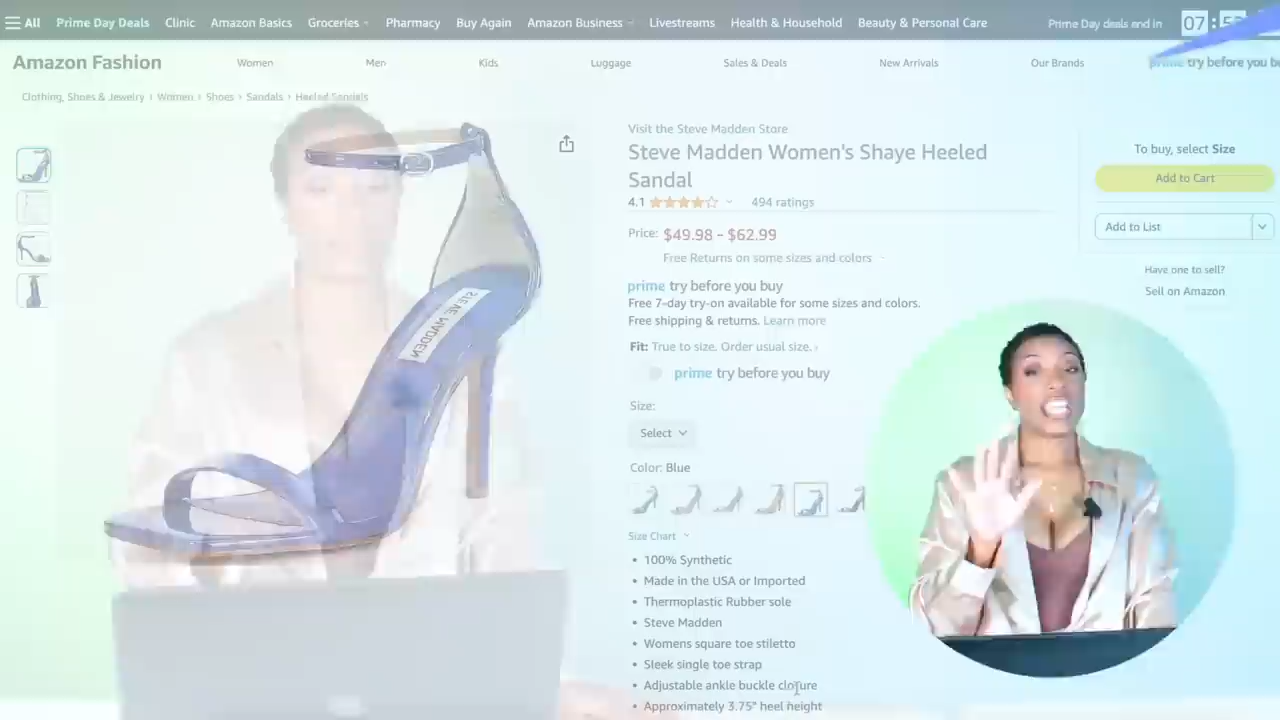 All Prime Day Deals Clinic Amazon Basics Groceries Pharmacy Buy Again Amazon Business Livestreams Health & Household Beauty & Personal Care Prime Day deals end in 07 :
Amazon Fashion Women Men Kids Luggage Sales & Deals New Arrivals Our Brands prime try before you b
Clothing, Shoes & Jewelry › Women › Shoes › Sandals › Heeled Sandals
Visit the Steve Madden Store
Steve Madden Women's Shaye Heeled
Sandal
4.1 494 ratings
Price: $49.98 - $62.99
Free Returns on some sizes and colors
prime try before you buy
Free 7-day try-on available for some sizes and colors.
Free shipping & returns. Learn more
Fit: True to size. Order usual size. ›
prime try before you buy
Size:
Select
Color: Blue
Size Chart
• 100% Synthetic
• Made in the USA or Imported
• Thermoplastic Rubber sole
• Steve Madden
• Womens square toe stiletto
• Sleek single toe strap
• Adjustable ankle buckle closure
• Approximately 3.75" heel height
To buy, select Size
Add to Cart
Add to List
Have one to sell?
Sell on Amazon
STEVE MADDEN